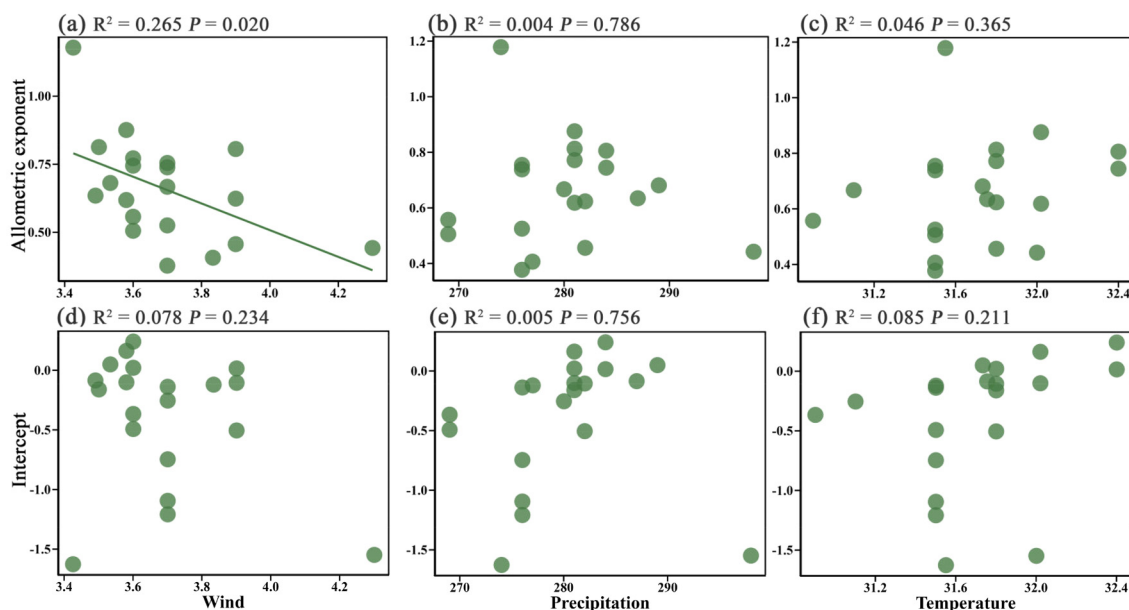 (a) R² = 0.265 P = 0.020
(b) R² = 0.004 P = 0.786
(c) R² = 0.046 P = 0.365
Allometric exponent
1.00
0.75
0.50
3.4 3.6 3.8 4.0 4.2
1.2
1.0
0.8
0.6
0.4
270 280 290
1.2
1.0
0.8
0.6
0.4
31.2 31.6 32.0 32.4
(d) R² = 0.078 P = 0.234
(e) R² = 0.005 P = 0.756
(f) R² = 0.085 P = 0.211
Intercept
0.0
-0.5
-1.0
-1.5
3.4 3.6 3.8 4.0 4.2
Wind
0.0
-0.5
-1.0
-1.5
270 280 290
Precipitation
0.0
-0.5
-1.0
-1.5
31.2 31.6 32.0 32.4
Temperature